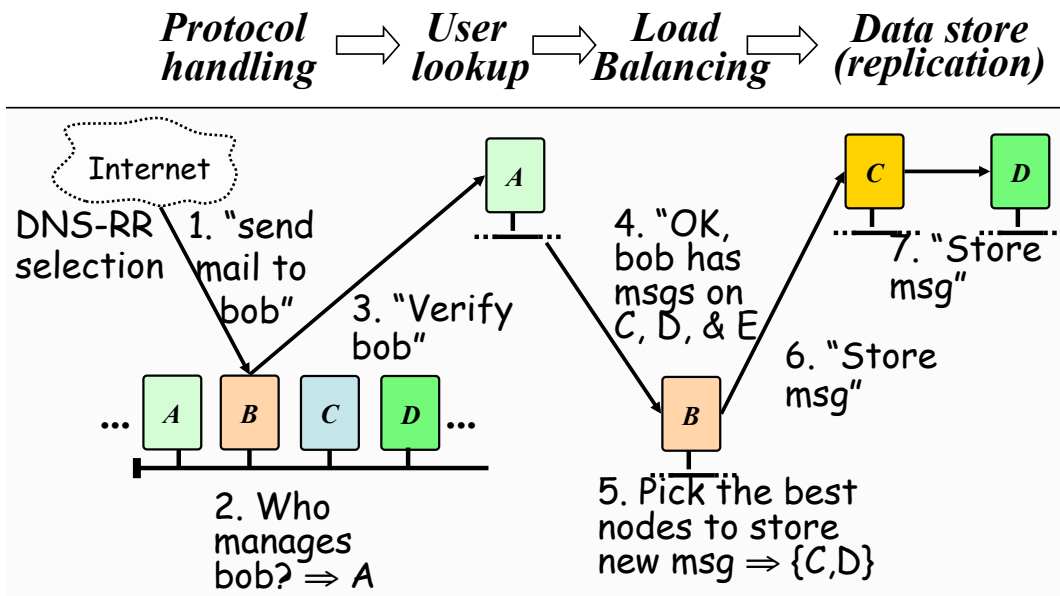 Protocol
handling
User
lookup
Load
Balancing
Data store
(replication)
Internet
DNS-RR
selection
1. “send
mail to
bob”
3. “Verify
bob”
A
4. “OK,
bob has
msgs on
C, D, & E
C
D
7. “Store
msg”
6. “Store
msg”
... A B C D ...
B
2. Who
manages
bob? ⇒ A
5. Pick the best
nodes to store
new msg ⇒ {C,D}